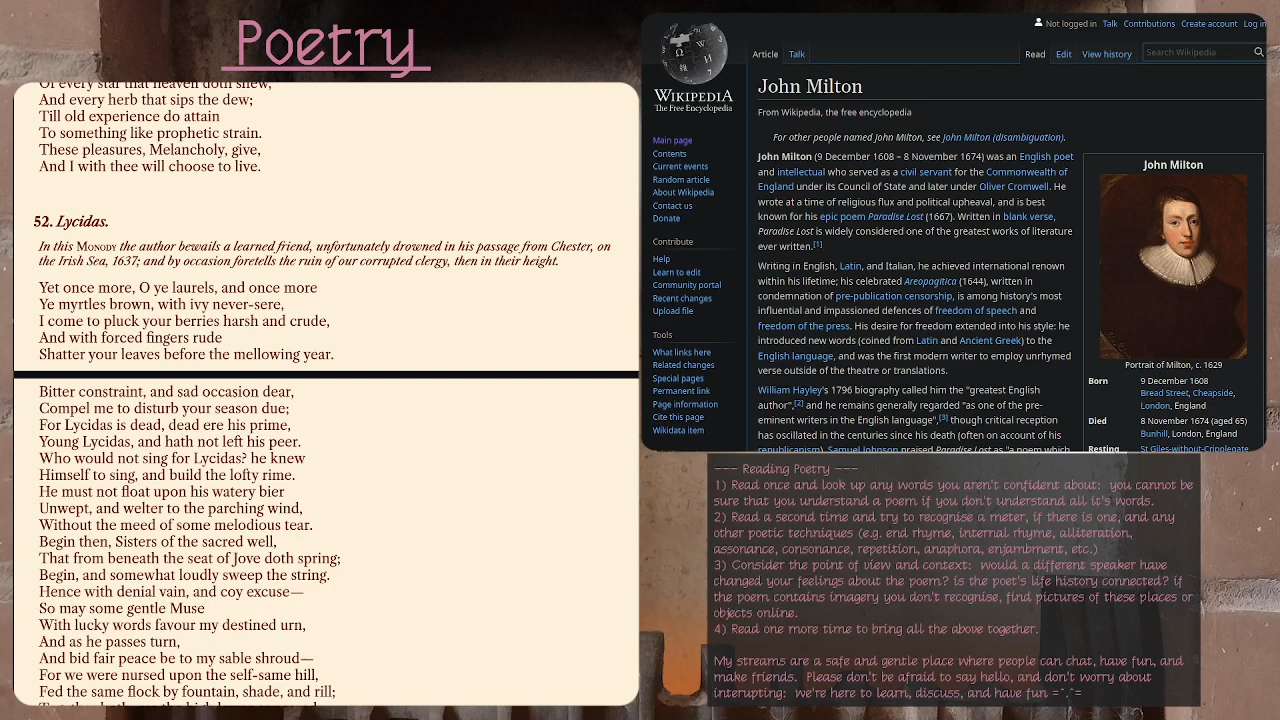 Poetry
Of every star that heaven doth shew,
And every herb that sips the dew;
Till old experience do attain
To something like prophetic strain.
These pleasures, Melancholy, give,
And I with thee will choose to live.
52. Lycidas.
In this Monody the author bewails a learned friend, unfortunately drowned in his passage from Chester, on
the Irish Sea, 1637; and by occasion foretells the ruin of our corrupted clergy, then in their height.
Yet once more, O ye laurels, and once more
Ye myrtles brown, with ivy never-sere,
I come to pluck your berries harsh and crude,
And with forced fingers rude
Shatter your leaves before the mellowing year.
Bitter constraint, and sad occasion dear,
Compel me to disturb your season due;
For Lycidas is dead, dead ere his prime,
Young Lycidas, and hath not left his peer.
Who would not sing for Lycidas? he knew
Himself to sing, and build the lofty rime.
He must not float upon his watery bier
Unwept, and welter to the parching wind,
Without the meed of some melodious tear.
Begin then, Sisters of the sacred well,
That from beneath the seat of Jove doth spring;
Begin, and somewhat loudly sweep the string.
Hence with denial vain, and coy excuse—
So may some gentle Muse
With lucky words favour my destined urn,
And as he passes turn,
And bid fair peace be to my sable shroud—
For we were nursed upon the self-same hill,
Fed the same flock by fountain, shade, and rill;
Not logged in Talk Contributions Create account Log in
Article Talk Read Edit View history Search Wikipedia
WIKIPEDIA
The Free Encyclopedia
Main page
Contents
Current events
Random article
About Wikipedia
Contact us
Donate
Contribute
Help
Learn to edit
Community portal
Recent changes
Upload file
Tools
What links here
Related changes
Special pages
Permanent link
Page information
Cite this page
Wikidata item
John Milton
From Wikipedia, the free encyclopedia
For other people named John Milton, see John Milton (disambiguation).
John Milton (9 December 1608 – 8 November 1674) was an English poet
and intellectual who served as a civil servant for the Commonwealth of
England under its Council of State and later under Oliver Cromwell. He
wrote at a time of religious flux and political upheaval, and is best
known for his epic poem Paradise Lost (1667). Written in blank verse,
Paradise Lost is widely considered one of the greatest works of literature
ever written.[1]
Writing in English, Latin, and Italian, he achieved international renown
within his lifetime; his celebrated Areopagitica (1644), written in
condemnation of pre-publication censorship, is among history's most
influential and impassioned defences of freedom of speech and
freedom of the press. His desire for freedom extended into his style: he
introduced new words (coined from Latin and Ancient Greek) to the
English language, and was the first modern writer to employ unrhymed
verse outside of the theatre or translations.
William Hayley's 1796 biography called him the "greatest English
author",[2] and he remains generally regarded "as one of the pre-
eminent writers in the English language",[3] though critical reception
has oscillated in the centuries since his death (often on account of his
republicanism). Samuel Johnson praised Paradise Lost as "a poem which
John Milton
Portrait of Milton, c. 1629
Born 9 December 1608
Bread Street, Cheapside,
London, England
Died 8 November 1674 (aged 65)
Bunhill, London, England
Resting St Giles-without-Cripplegate
--- Reading Poetry ---
1) Read once and look up any words you aren't confident about: you cannot be
sure that you understand a poem if you don't understand all it's words.
2) Read a second time and try to recognise a meter, if there is one, and any
other poetic techniques (e.g. end rhyme, internal rhyme, alliteration,
assonance, consonance, repetition, anaphora, enjambment, etc.)
3) Consider the point of view and context: would a different speaker have
changed your feelings about the poem? is the poet's life history connected? if
the poem contains imagery you don't recognise, find pictures of these places or
objects online.
4) Read one more time to bring all the above together.
My streams are a safe and gentle place where people can chat, have fun, and
make friends. Please don't be afraid to say hello, and don't worry about
interupting: we're here to learn, discuss, and have fun =^.^=